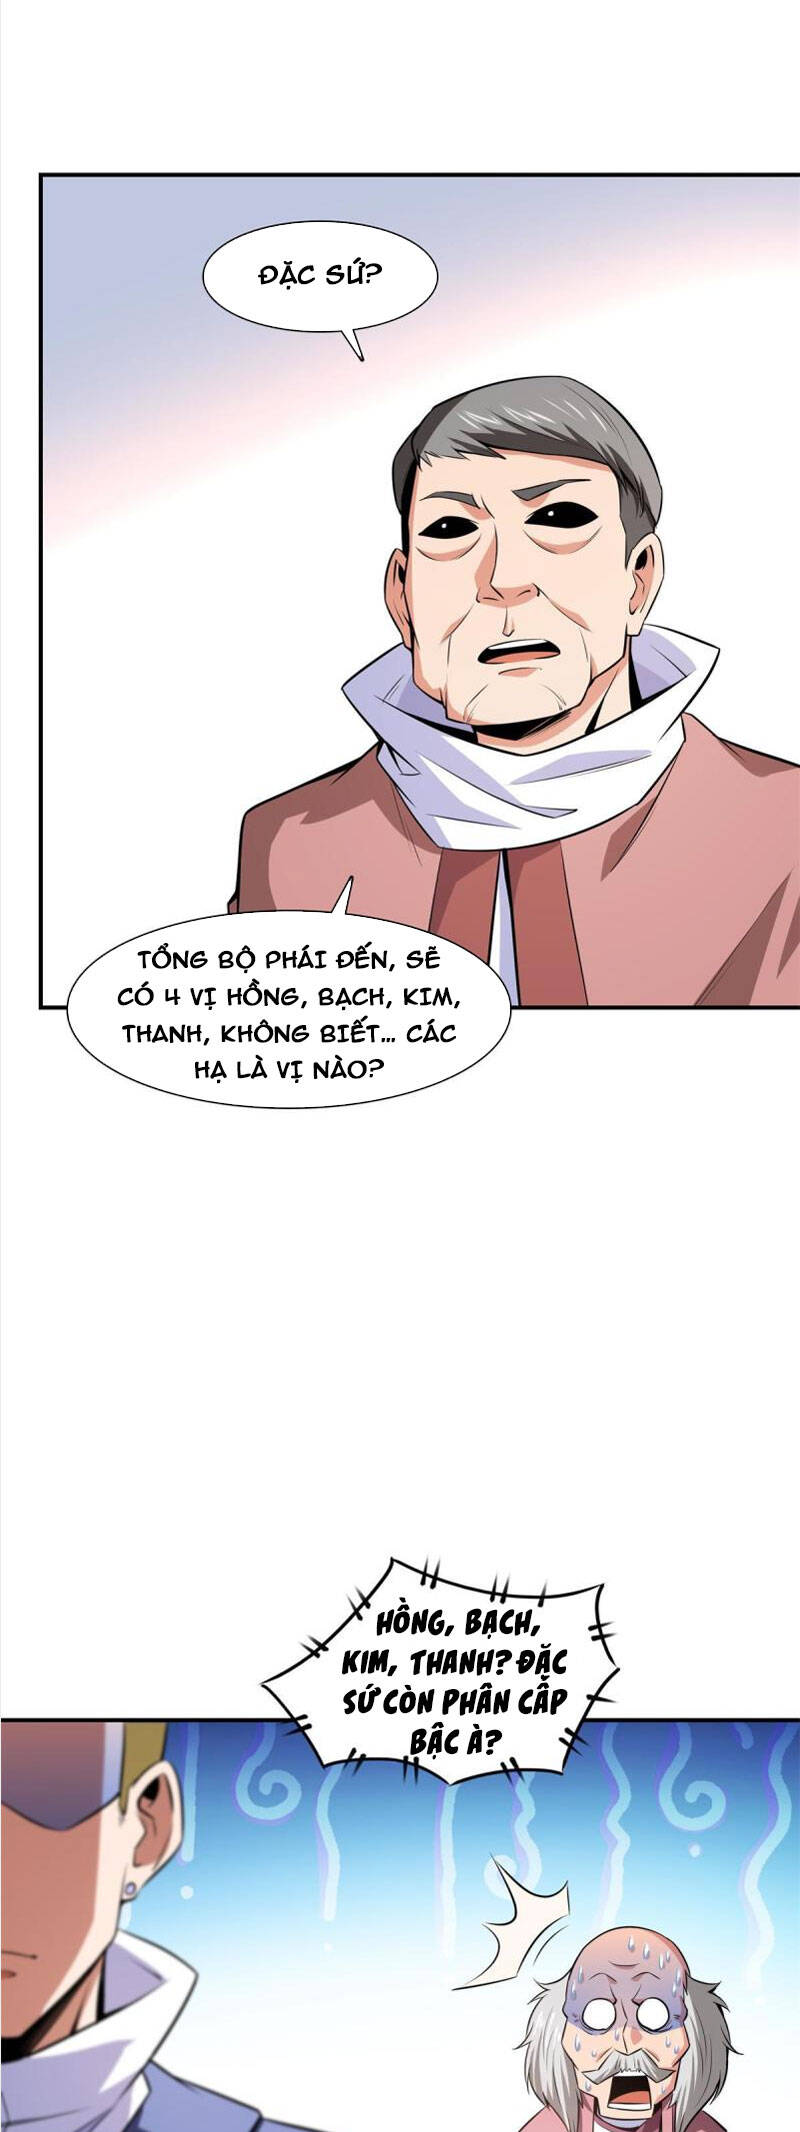 ĐẶC SỨ?
TỔNG BỘ PHÁI ĐẾN, SẼ
CÓ 4 VỊ HỒNG, BẠCH, KIM,
THANH, KHÔNG BIẾT... CÁC
HẠ LÀ VỊ NÀO?
HỒNG, BẠCH,
KIM, THANH? ĐẶC
SỨ CÒN PHÂN CẤP
BẬC À?